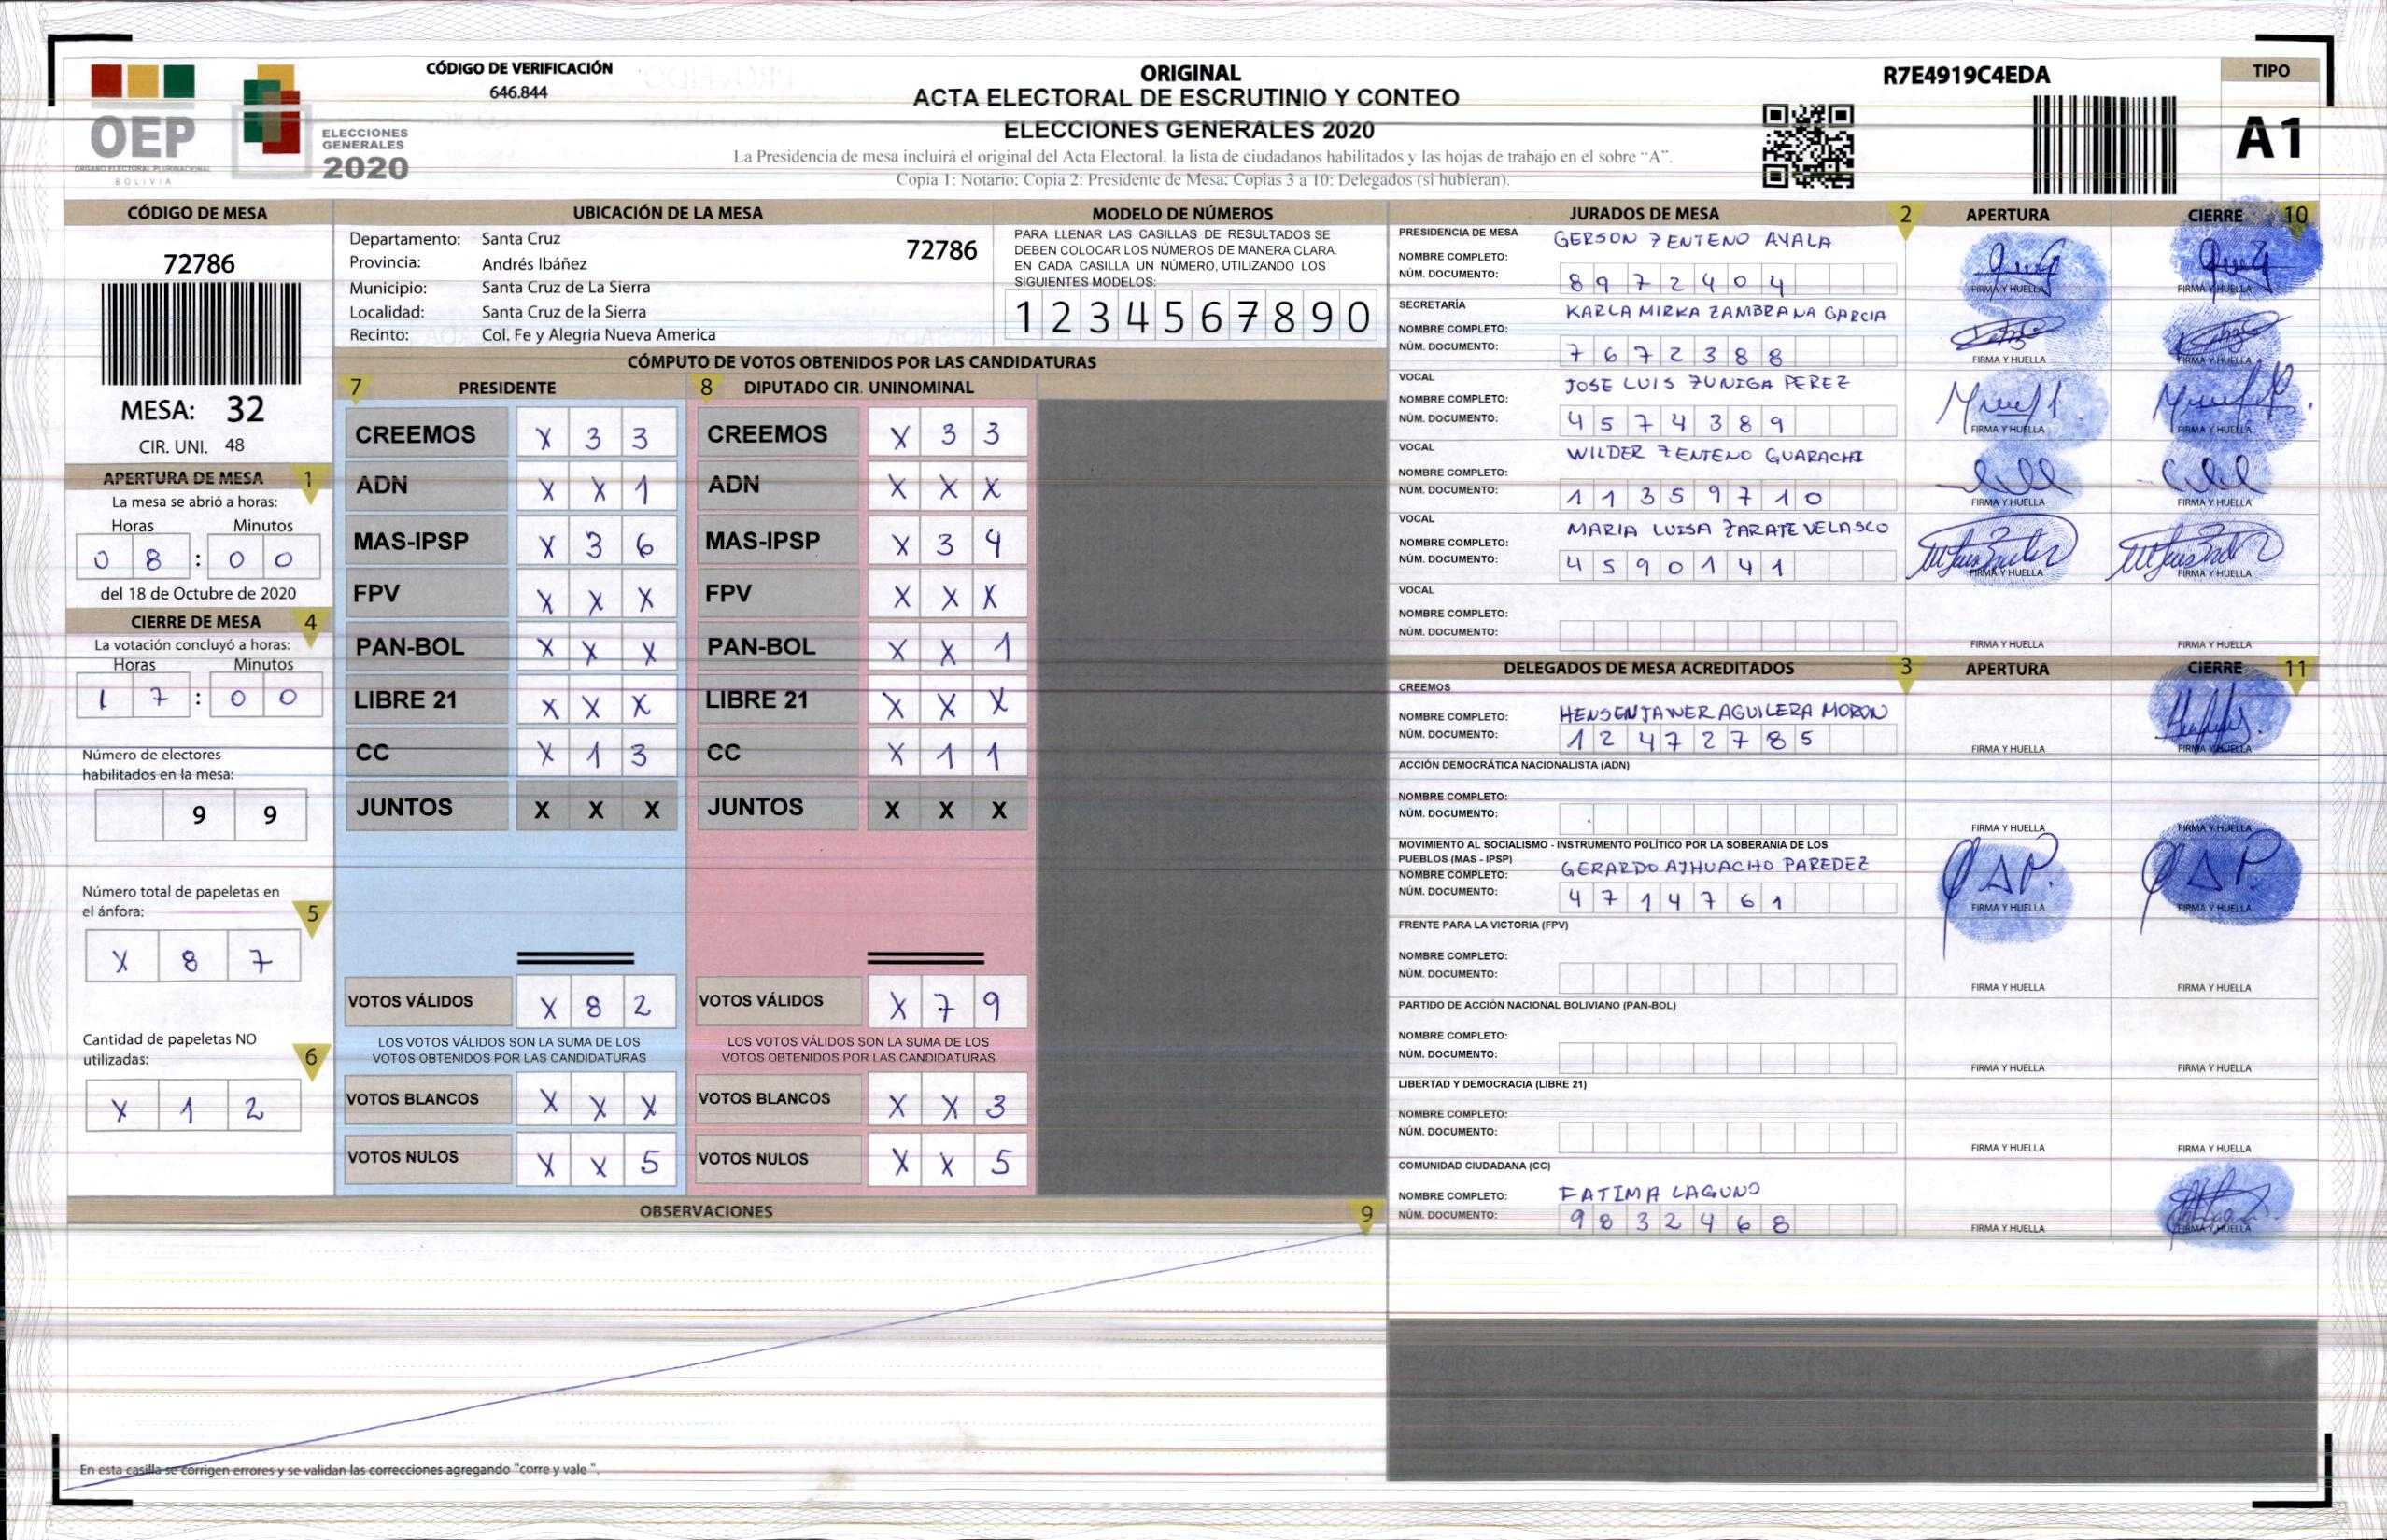 CÓDIGO DE VERIFICACIÓN
646.844
ORIGINAL
ACTA ELECTORAL DE ESCRUTINIO Y CONTEO
ELECCIONES GENERALES 2020
La Presidencia de mesa incluirá el original del Acta Electoral, la lista de ciudadanos habilitados y las hojas de trabajo en el sobre "A".
Copia 1: Notario; Copia 2: Presidente de Mesa; Copias 3 a 10: Delegados (si hubieran).
R7E4919C4EDA
TIPO
A1
OEP
ÓRGANO ELECTORAL PLURINACIONAL
BOLIVIA
ELECCIONES
GENERALES
2020
CÓDIGO DE MESA
72786
MESA: 32
CIR. UNI. 48
APERTURA DE MESA 1
La mesa se abrió a horas:
Horas Minutos
0 8 : 0 0
del 18 de Octubre de 2020
CIERRE DE MESA 4
La votación concluyó a horas:
Horas Minutos
1 7 : 0 0
Número de electores
habilitados en la mesa:
9 9
Número total de papeletas en
el ánfora: 5
X 8 7
Cantidad de papeletas NO
utilizadas: 6
X 1 2
UBICACIÓN DE LA MESA
Departamento: Santa Cruz 72786
Provincia: Andrés Ibáñez
Municipio: Santa Cruz de La Sierra
Localidad: Santa Cruz de la Sierra
Recinto: Col. Fe y Alegria Nueva America
MODELO DE NÚMEROS
PARA LLENAR LAS CASILLAS DE RESULTADOS SE
DEBEN COLOCAR LOS NÚMEROS DE MANERA CLARA.
EN CADA CASILLA UN NÚMERO, UTILIZANDO LOS
SIGUIENTES MODELOS:
1 2 3 4 5 6 7 8 9 0
CÓMPUTO DE VOTOS OBTENIDOS POR LAS CANDIDATURAS
7 PRESIDENTE 8 DIPUTADO CIR. UNINOMINAL
CREEMOS X 3 3 CREEMOS X 3 3
ADN X X 1 ADN X X X
MAS-IPSP X 3 6 MAS-IPSP X 3 4
FPV X X X FPV X X X
PAN-BOL X X X PAN-BOL X X 1
LIBRE 21 X X X LIBRE 21 X X X
CC X 1 3 CC X 1 1
JUNTOS X X X JUNTOS X X X
VOTOS VÁLIDOS X 8 2 VOTOS VÁLIDOS X 7 9
LOS VOTOS VÁLIDOS SON LA SUMA DE LOS LOS VOTOS VÁLIDOS SON LA SUMA DE LOS
VOTOS OBTENIDOS POR LAS CANDIDATURAS VOTOS OBTENIDOS POR LAS CANDIDATURAS
VOTOS BLANCOS X X X VOTOS BLANCOS X X 3
VOTOS NULOS X X 5 VOTOS NULOS X X 5
OBSERVACIONES 9
En esta casilla se corrigen errores y se validan las correcciones agregando "corre y vale ".
JURADOS DE MESA 2 APERTURA CIERRE 10
PRESIDENCIA DE MESA GERSON ZENTENO AYALA
NOMBRE COMPLETO:
NÚM. DOCUMENTO: 8 9 7 2 4 0 4 FIRMA Y HUELLA FIRMA Y HUELLA
SECRETARÍA KARLA MIRKA ZAMBRANA GARCIA
NOMBRE COMPLETO:
NÚM. DOCUMENTO: 7 6 7 2 3 8 8 FIRMA Y HUELLA FIRMA Y HUELLA
VOCAL JOSE LUIS ZUNIGA PEREZ
NOMBRE COMPLETO:
NÚM. DOCUMENTO: 4 5 7 4 3 8 9 FIRMA Y HUELLA FIRMA Y HUELLA
VOCAL WILDER ZENTENO GUARACHI
NOMBRE COMPLETO:
NÚM. DOCUMENTO: 1 1 3 5 9 7 1 0 FIRMA Y HUELLA FIRMA Y HUELLA
VOCAL MARIA LUISA ZARATE VELASCO
NOMBRE COMPLETO:
NÚM. DOCUMENTO: 4 5 9 0 1 4 1 FIRMA Y HUELLA FIRMA Y HUELLA
VOCAL
NOMBRE COMPLETO:
NÚM. DOCUMENTO: FIRMA Y HUELLA FIRMA Y HUELLA
DELEGADOS DE MESA ACREDITADOS 3 APERTURA CIERRE 11
CREEMOS
NOMBRE COMPLETO: AGUILERA MORON
NÚM. DOCUMENTO: 1 2 4 7 2 7 8 5 FIRMA Y HUELLA FIRMA Y HUELLA
ACCIÓN DEMOCRÁTICA NACIONALISTA (ADN)
NOMBRE COMPLETO:
NÚM. DOCUMENTO: FIRMA Y HUELLA FIRMA Y HUELLA
MOVIMIENTO AL SOCIALISMO - INSTRUMENTO POLÍTICO POR LA SOBERANIA DE LOS
PUEBLOS (MAS - IPSP)
NOMBRE COMPLETO: GERARDO AJHUACHO PAREDEZ
NÚM. DOCUMENTO: 4 7 1 4 7 6 1 FIRMA Y HUELLA FIRMA Y HUELLA
FRENTE PARA LA VICTORIA (FPV)
NOMBRE COMPLETO:
NÚM. DOCUMENTO: FIRMA Y HUELLA FIRMA Y HUELLA
PARTIDO DE ACCIÓN NACIONAL BOLIVIANO (PAN-BOL)
NOMBRE COMPLETO:
NÚM. DOCUMENTO: FIRMA Y HUELLA FIRMA Y HUELLA
LIBERTAD Y DEMOCRACIA (LIBRE 21)
NOMBRE COMPLETO:
NÚM. DOCUMENTO: FIRMA Y HUELLA FIRMA Y HUELLA
COMUNIDAD CIUDADANA (CC)
NOMBRE COMPLETO: FATIMA LAGUNO
NÚM. DOCUMENTO: 9 8 3 2 4 6 8 FIRMA Y HUELLA FIRMA Y HUELLA